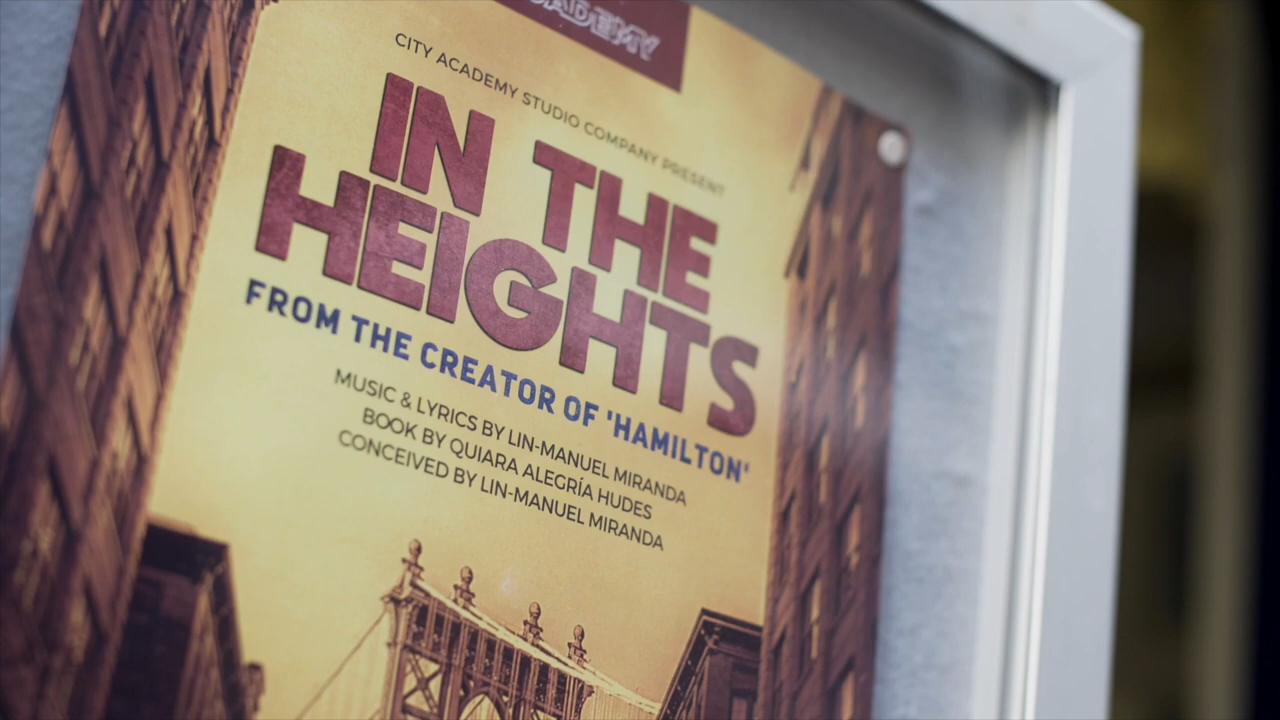 ACADEMY
CITY ACADEMY STUDIO COMPANY PRESENT
IN THE
HEIGHTS
FROM THE CREATOR OF 'HAMILTON'
MUSIC & LYRICS BY LIN-MANUEL MIRANDA
BOOK BY QUIARA ALEGRÍA HUDES
CONCEIVED BY LIN-MANUEL MIRANDA